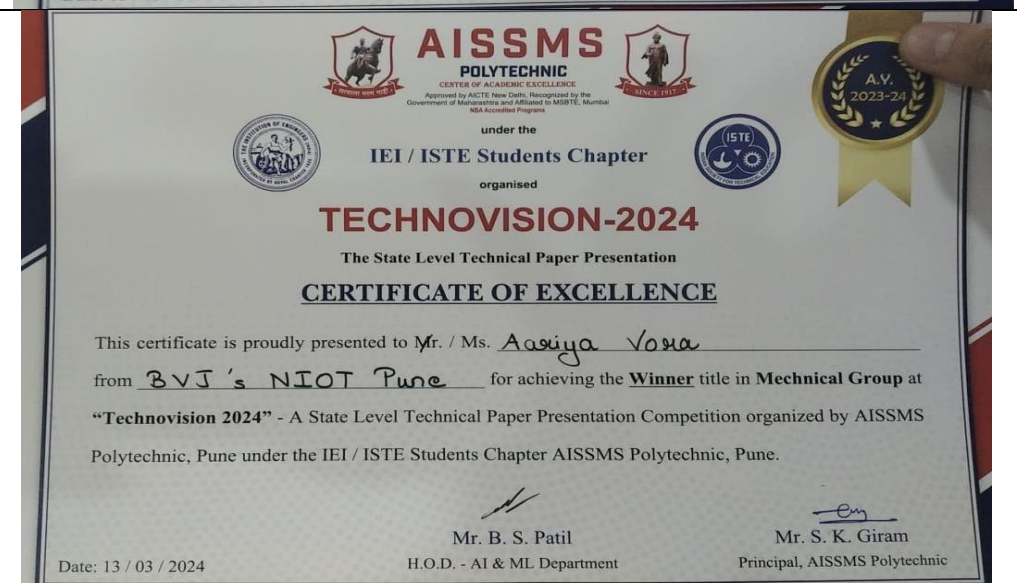 AISSMS
POLYTECHNIC
CENTER OF ACADEMIC EXCELLENCE
Approved by AICTE New Delhi, Recognized by the
Government of Maharashtra and Affiliated to MSBTE, Mumbai
NBA Accredited Programs
SINCE 1917
A.Y.
2023-24
under the
IEI / ISTE Students Chapter
ISTE
organised
TECHNOVISION-2024
The State Level Technical Paper Presentation
CERTIFICATE OF EXCELLENCE
This certificate is proudly presented to Mr. / Ms. Aariya Vora
from BVJ's NIOT Pune for achieving the Winner title in Mechnical Group at
“Technovision 2024” - A State Level Technical Paper Presentation Competition organized by AISSMS
Polytechnic, Pune under the IEI / ISTE Students Chapter AISSMS Polytechnic, Pune.
Mr. B. S. Patil
H.O.D. - AI & ML Department
Mr. S. K. Giram
Principal, AISSMS Polytechnic
Date: 13 / 03 / 2024